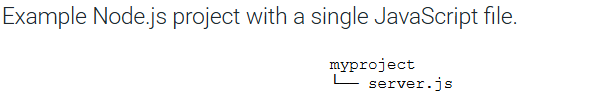 Example Node.js project with a single JavaScript file.
myproject
└── server.js